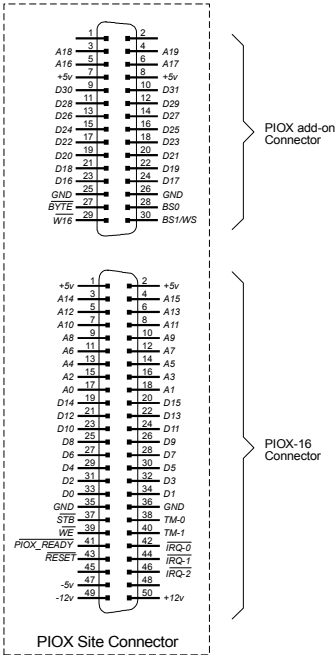 1 2
A18 3 4 A19
A16 5 6 A17
+5v 7 8 +5v
D30 9 10 D31
D28 11 12 D29
D26 13 14 D27
D24 15 16 D25
D22 17 18 D23
D20 19 20 D21
D18 21 22 D19
D16 23 24 D17
GND 25 26 GND
BYTE 27 28 BS0
W16 29 30 BS1/WS
PIOX add-on
Connector
+5v 1 2 +5v
A14 3 4 A15
A12 5 6 A13
A10 7 8 A11
A8 9 10 A9
A6 11 12 A7
A4 13 14 A5
A2 15 16 A3
A0 17 18 A1
D14 19 20 D15
D12 21 22 D13
D10 23 24 D11
D8 25 26 D9
D6 27 28 D7
D4 29 30 D5
D2 31 32 D3
D0 33 34 D1
GND 35 36 GND
STB 37 38 TM-0
WE 39 40 TM-1
PIOX_READY 41 42 IRQ-0
RESET 43 44 IRQ-1
45 46 IRQ-2
-5v 47 48
-12v 49 50 +12v
PIOX-16
Connector
PIOX Site Connector